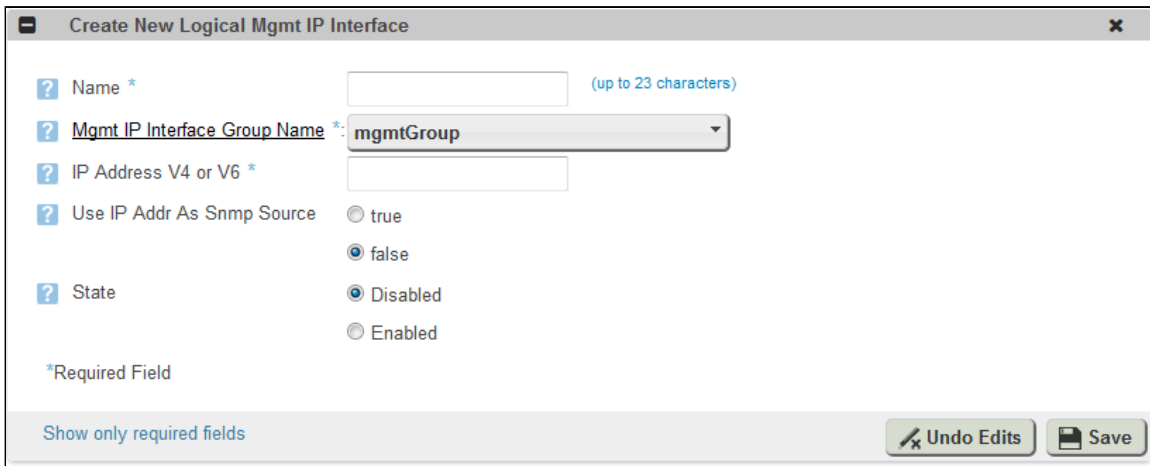 Create New Logical Mgmt IP Interface
? Name * (up to 23 characters)
? Mgmt IP Interface Group Name *: mgmtGroup
? IP Address V4 or V6 *
? Use IP Addr As Snmp Source true
false
? State Disabled
Enabled
*Required Field
Show only required fields Undo Edits Save